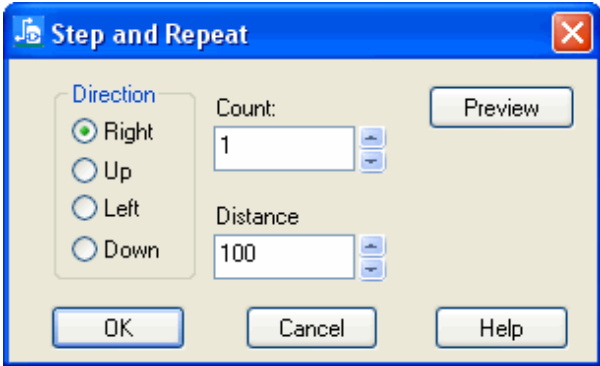 Step and Repeat
Direction
Right
Up
Left
Down
Count:
1
Distance
100
Preview
OK
Cancel
Help